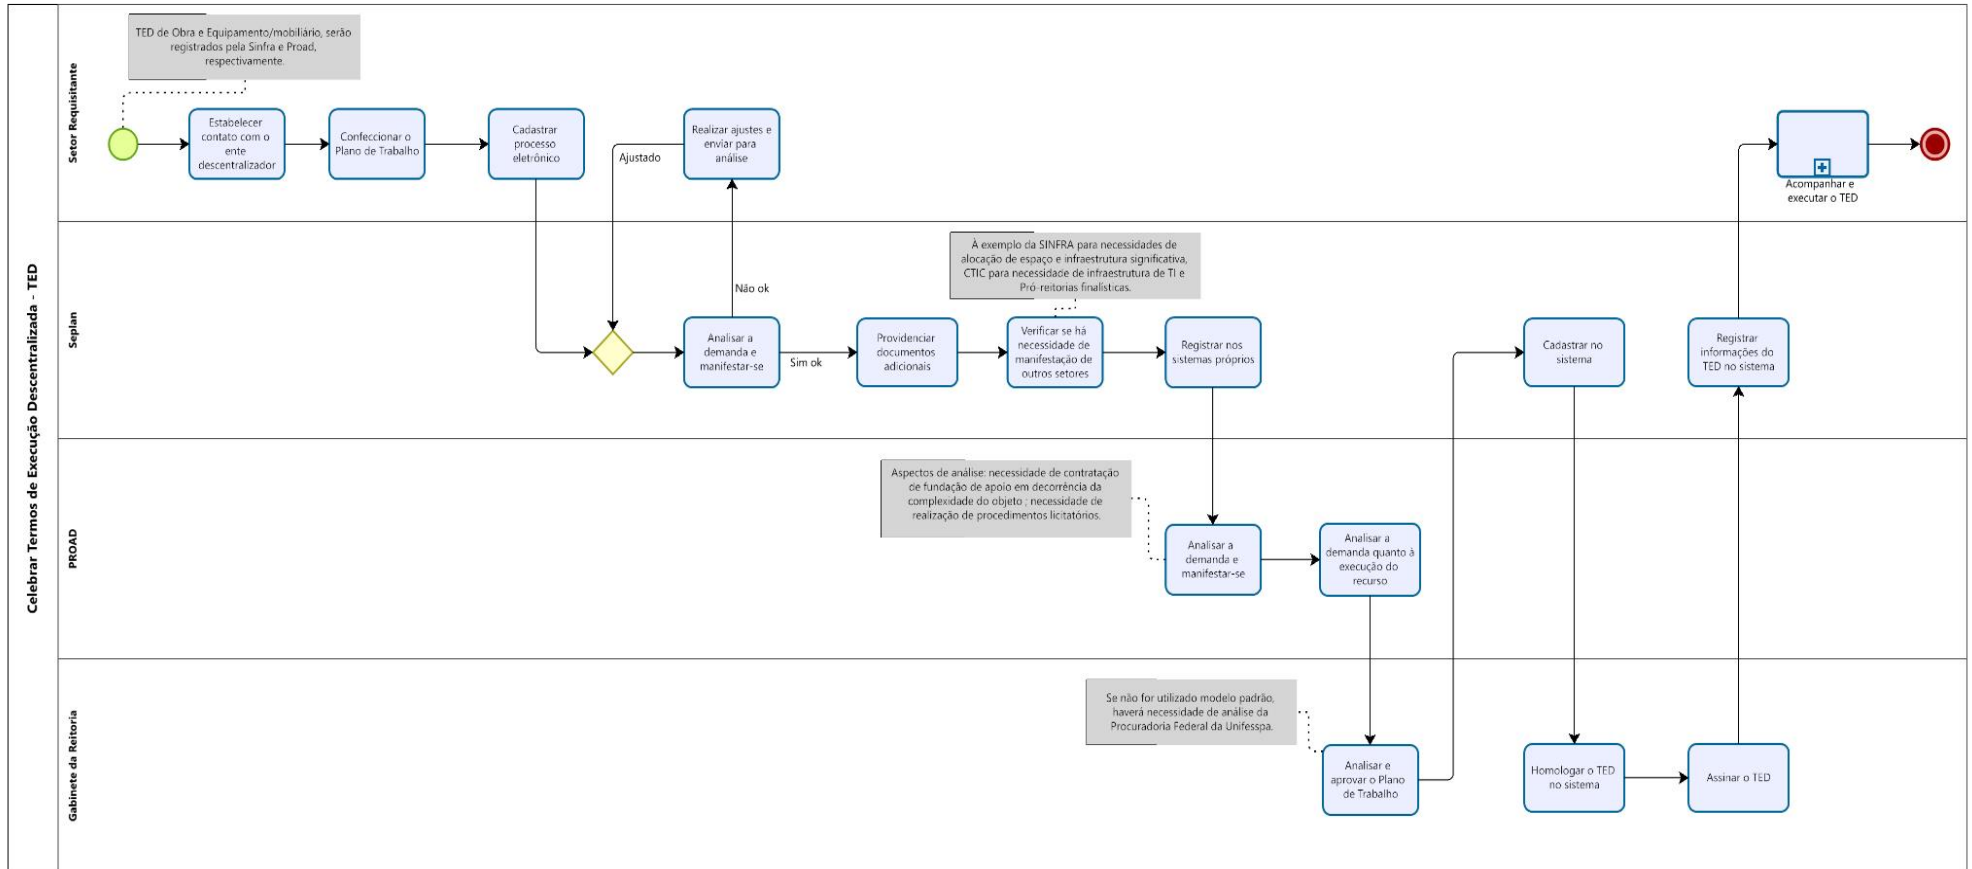 Celebrar Termos de Execução Descentralizada - TED
Setor Requisitante
TED de Obra e Equipamento/mobiliário, serão
registrados pela Sinfra e Proad,
respectivamente.
Estabelecer
contato com o
ente
descentralizador
Confeccionar o
Plano de Trabalho
Cadastrar
processo
eletrônico
Realizar ajustes e
enviar para
análise
Ajustado
Acompanhar e
executar o TED
Seplan
Não ok
Analisar a
demanda e
manifestar-se
Sim ok
Providenciar
documentos
adicionais
À exemplo da SINFRA para necessidades de
alocação de espaço e infraestrutura significativa,
CTIC para necessidade de infraestrutura de TI e
Pró-reitorias finalísticas.
Verificar se há
necessidade de
manifestação de
outros setores
Registrar nos
sistemas próprios
Cadastrar no
sistema
Registrar
informações do
TED no sistema
PROAD
Aspectos de análise: necessidade de contratação
de fundação de apoio em decorrência da
complexidade do objeto ; necessidade de
realização de procedimentos licitatórios.
Analisar a
demanda e
manifestar-se
Analisar a
demanda quanto à
execução do
recurso
Gabinete da Reitoria
Se não for utilizado modelo padrão,
haverá necessidade de análise da
Procuradoria Federal da Unifesspa.
Analisar e
aprovar o Plano
de Trabalho
Homologar o TED
no sistema
Assinar o TED